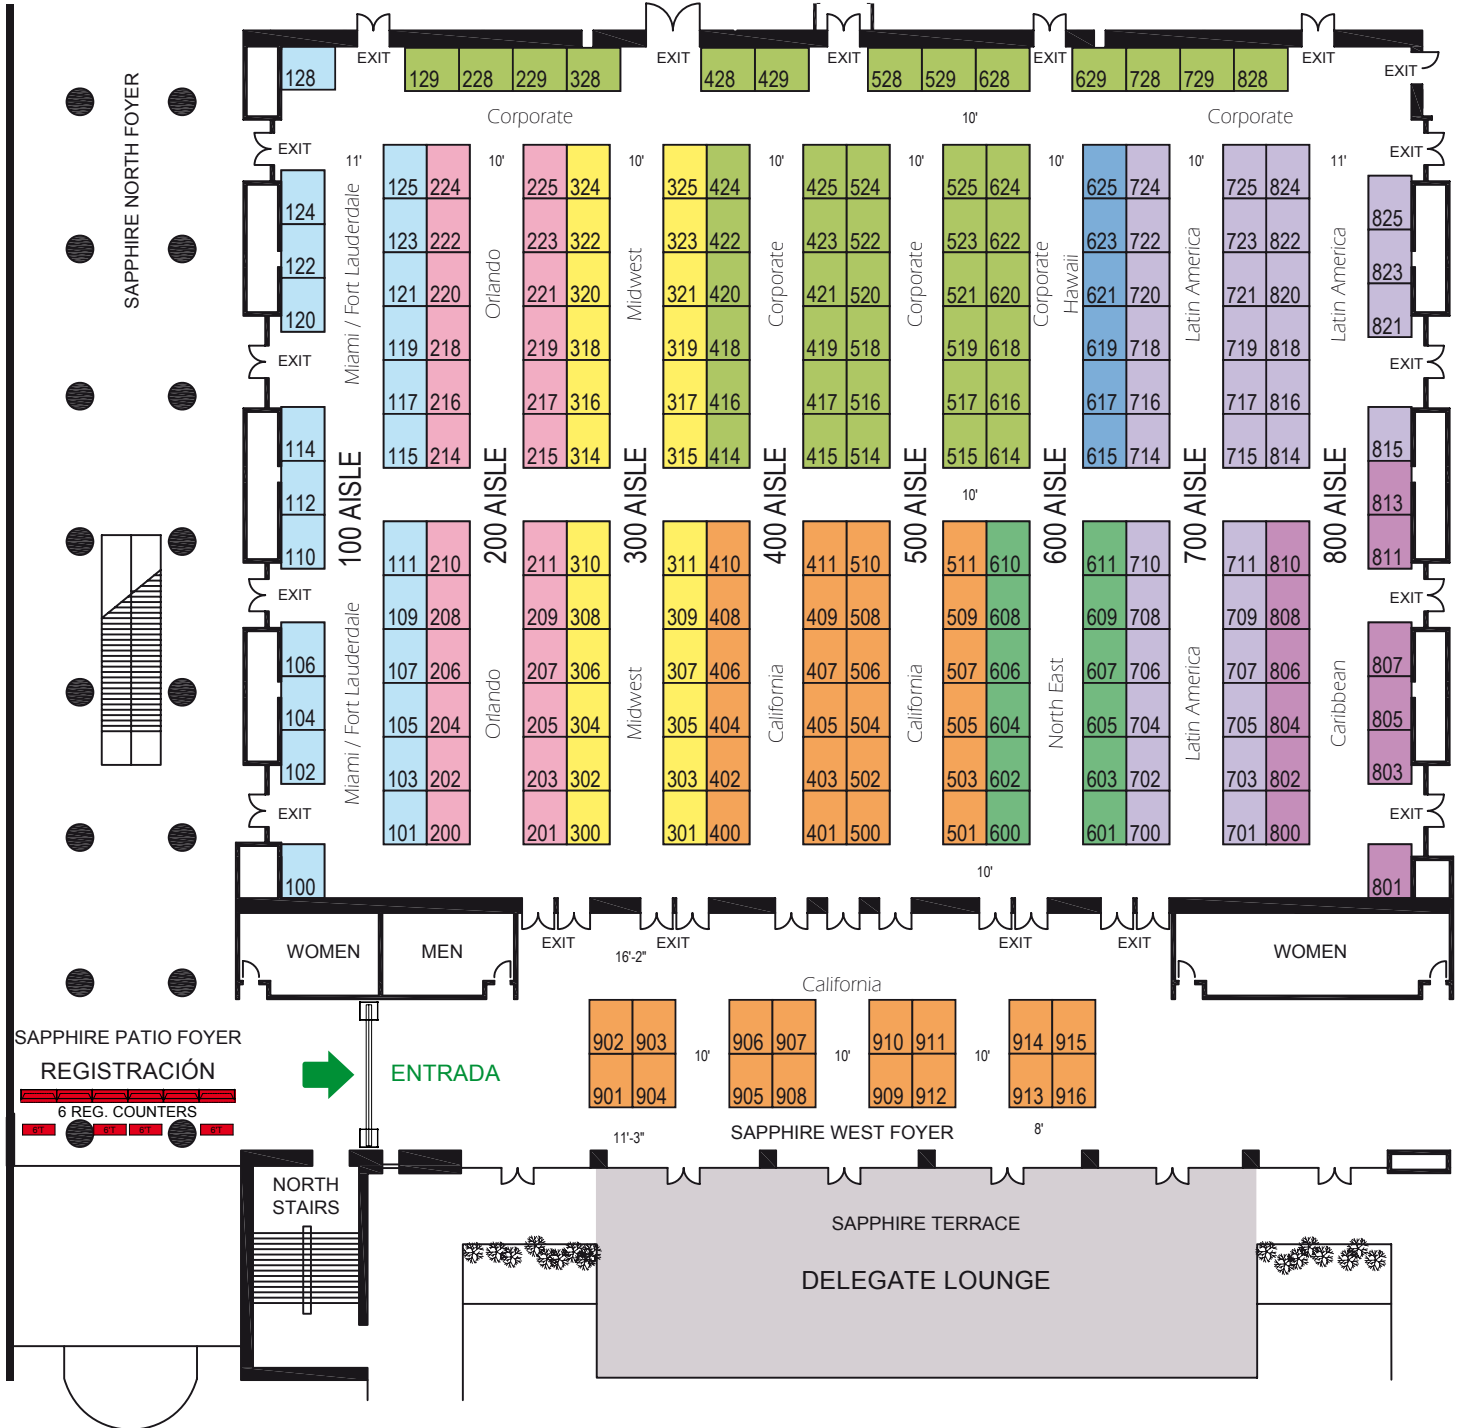 EXIT EXIT EXIT EXIT EXIT EXIT
128 129 228 229 328 428 429 528 529 628 629 728 729 828
SAPPHIRE NORTH FOYER
Corporate 10' Corporate
EXIT 11' 10' 10' 10' 10' 10' 10' 11' EXIT
125 224 225 324 325 424 425 524 525 624 625 724 725 824
124 825
123 222 223 322 323 422 423 522 523 622 623 722 723 822
122 823
Miami / Fort Lauderdale Orlando Midwest Corporate Corporate Corporate Hawaii Latin America Latin America
121 220 221 320 321 420 421 520 521 620 621 720 721 820
120 821
119 218 219 318 319 418 419 518 519 618 619 718 719 818
EXIT EXIT
117 216 217 316 317 416 417 516 517 616 617 716 717 816
114 815
115 214 215 314 315 414 415 514 515 614 615 714 715 814
112 813
100 AISLE 200 AISLE 300 AISLE 400 AISLE 500 AISLE 600 AISLE 700 AISLE 800 AISLE
10'
110 811
111 210 211 310 311 410 411 510 511 610 611 710 711 810
EXIT EXIT
109 208 209 308 309 408 409 508 509 608 609 708 709 808
106 807
107 206 207 306 307 406 407 506 507 606 607 706 707 806
Miami / Fort Lauderdale Orlando Midwest California California North East Latin America Caribbean
104 805
105 204 205 304 305 404 405 504 505 604 605 704 705 804
102 803
103 202 203 302 303 402 403 502 503 602 603 702 703 802
EXIT EXIT
101 200 201 300 301 400 401 500 501 600 601 700 701 800
10'
100 801
EXIT EXIT EXIT EXIT
WOMEN MEN 16'-2" WOMEN
California
902 903 906 907 910 911 914 915
10' 10' 10'
901 904 905 908 909 912 913 916
11'-3" SAPPHIRE WEST FOYER 8'
SAPPHIRE PATIO FOYER
REGISTRACIÓN
ENTRADA
6 REG. COUNTERS
6'T 6'T 6'T 6'T
NORTH
STAIRS
SAPPHIRE TERRACE
DELEGATE LOUNGE